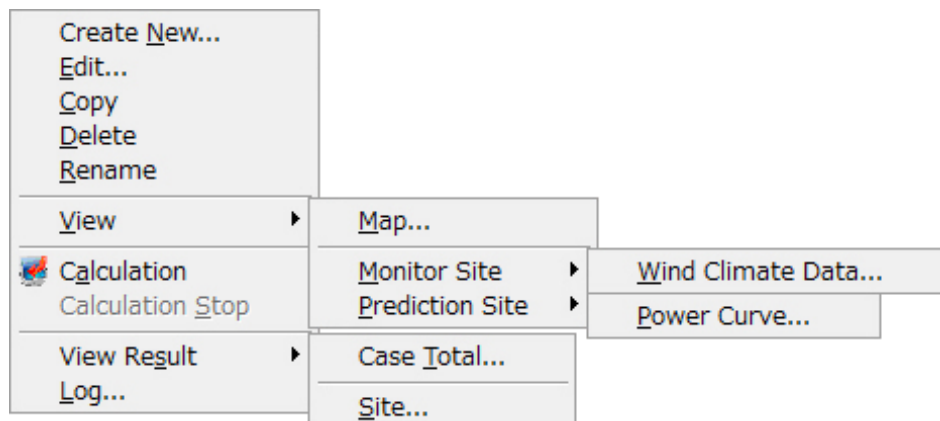 Create New...
Edit...
Copy
Delete
Rename
View
Calculation
Calculation Stop
View Result
Log...
Map...
Monitor Site
Prediction Site
Case Total...
Site...
Wind Climate Data...
Power Curve...